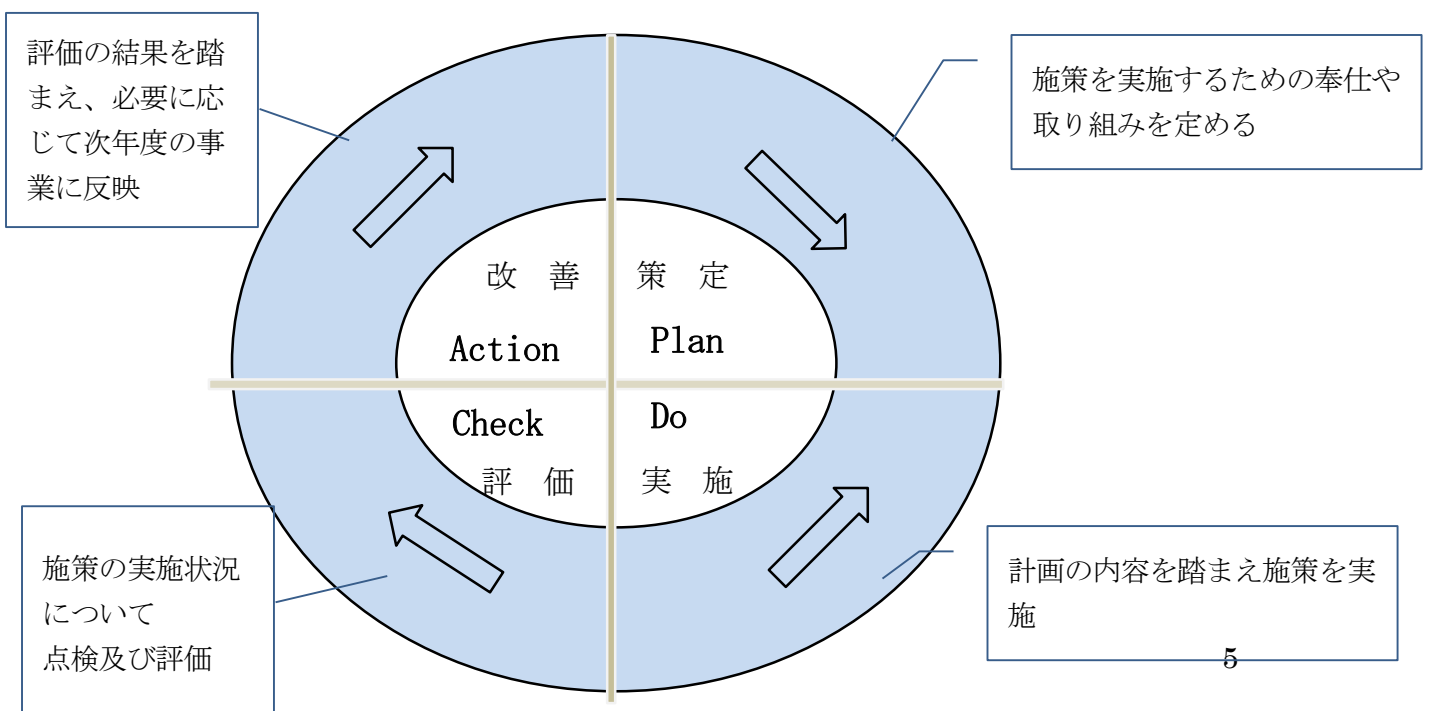 評価の結果を踏
まえ、必要に応
じて次年度の事
業に反映
施策を実施するための奉仕や
取り組みを定める
改　善
策　定
Action
Plan
Check
Do
評　価
実　施
施策の実施状況
について
点検及び評価
計画の内容を踏まえ施策を実
施
5